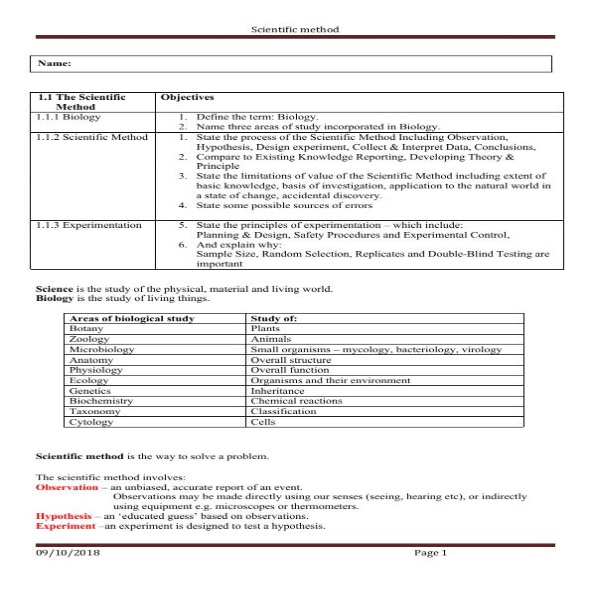 Scientific method
Name:
1.1 The Scientific Method
Objectives
1.1.1 Biology
1. Define the term: Biology.
2. Name three areas of study incorporated in Biology.
1.1.2 Scientific Method
1. State the process of the Scientific Method Including Observation,
Hypothesis, Design experiment, Collect & Interpret Data, Conclusions,
2. Compare to Existing Knowledge Reporting, Developing Theory &
Principle
3. State the limitations of value of the Scientific Method including extent of
basic knowledge, basis of investigation, application to the natural world in
a state of change, accidental discovery.
4. State some possible sources of errors
1.1.3 Experimentation
5. State the principles of experimentation – which include:
Planning & Design, Safety Procedures and Experimental Control,
6. And explain why:
Sample Size, Random Selection, Replicates and Double-Blind Testing are
important
Science is the study of the physical, material and living world.
Biology is the study of living things.
Areas of biological study Study of:
Botany Plants
Zoology Animals
Microbiology Small organisms – mycology, bacteriology, virology
Anatomy Overall structure
Physiology Overall function
Ecology Organisms and their environment
Genetics Inheritance
Biochemistry Chemical reactions
Taxonomy Classification
Cytology Cells
Scientific method is the way to solve a problem.
The scientific method involves:
Observation – an unbiased, accurate report of an event.
Observations may be made directly using our senses (seeing, hearing etc), or indirectly
using equipment e.g. microscopes or thermometers.
Hypothesis – an ‘educated guess’ based on observations.
Experiment –an experiment is designed to test a hypothesis.
09/10/2018 Page 1